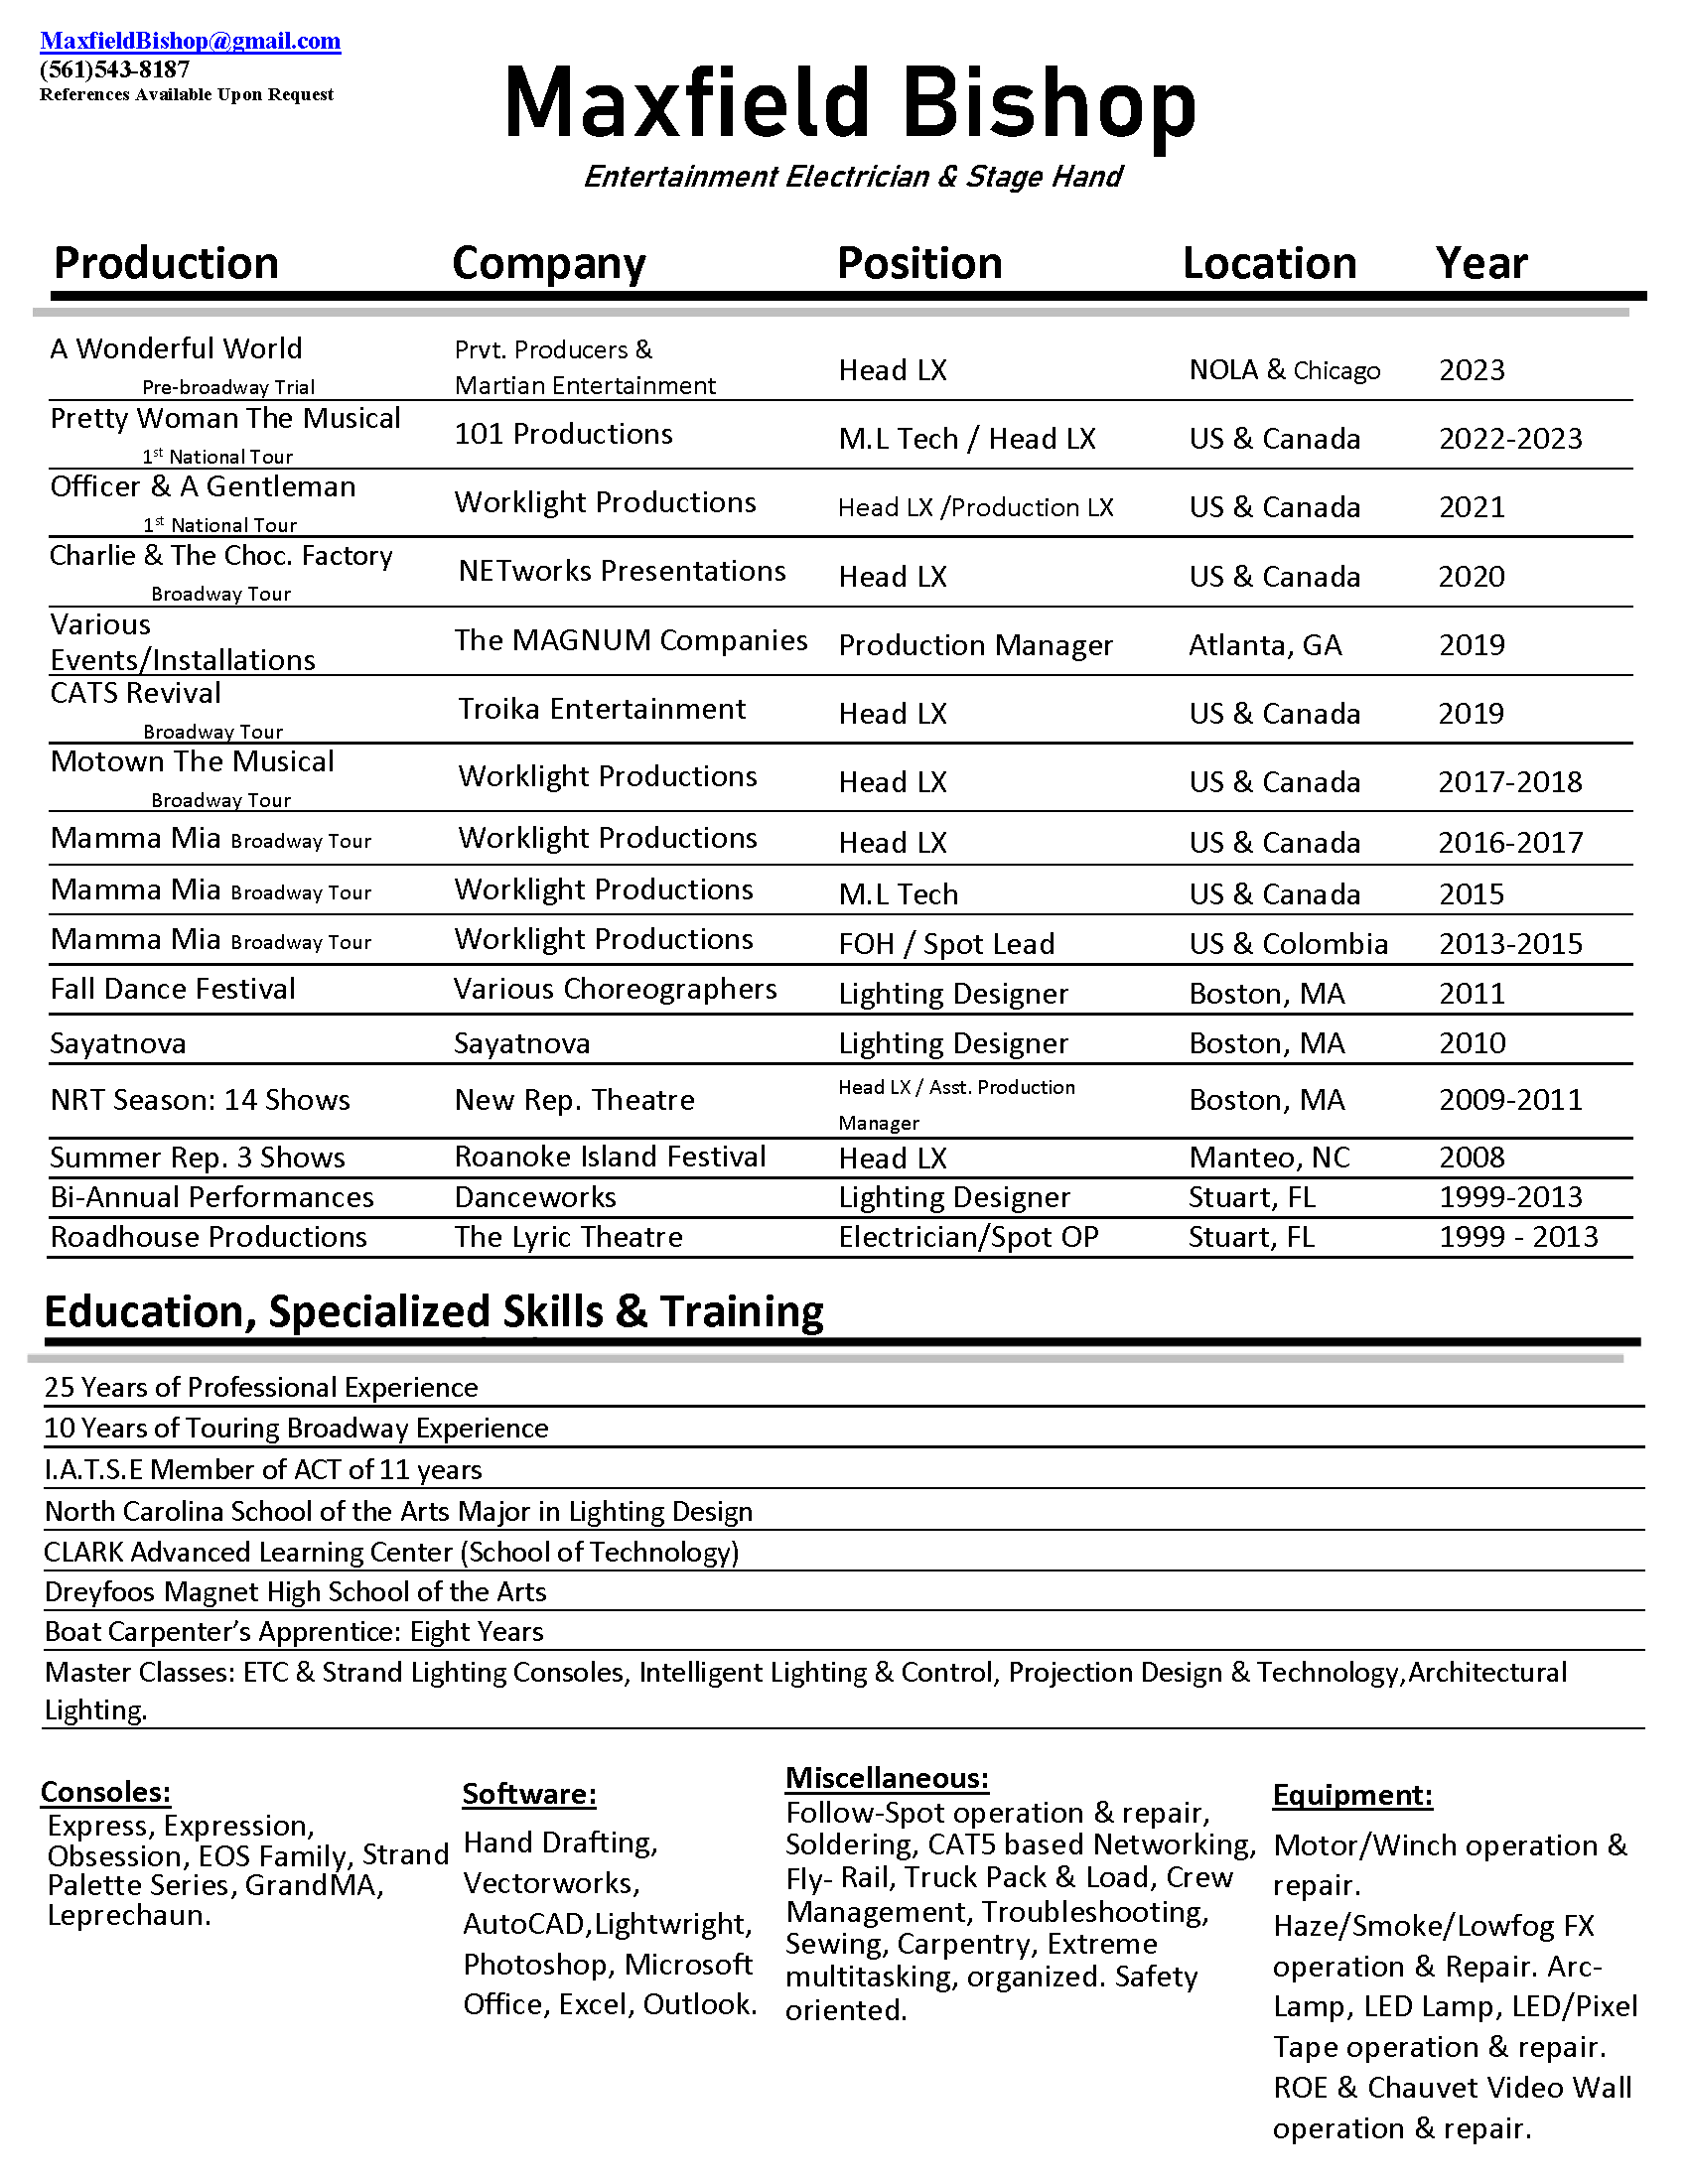 MaxfieldBishop@gmail.com
(561)543-8187
References Available Upon Request
Maxfield Bishop
Entertainment Electrician & Stage Hand
Production Company Position Location Year
A Wonderful World
Pre-broadway Trial
Prvt. Producers &
Martian Entertainment
Head LX
NOLA & Chicago
2023
Pretty Woman The Musical
1st National Tour
101 Productions
M.L Tech / Head LX
US & Canada
2022-2023
Officer & A Gentleman
1st National Tour
Worklight Productions
Head LX /Production LX
US & Canada
2021
Charlie & The Choc. Factory
Broadway Tour
NETworks Presentations
Head LX
US & Canada
2020
Various
Events/Installations
The MAGNUM Companies
Production Manager
Atlanta, GA
2019
CATS Revival
Broadway Tour
Troika Entertainment
Head LX
US & Canada
2019
Motown The Musical
Broadway Tour
Worklight Productions
Head LX
US & Canada
2017-2018
Mamma Mia Broadway Tour Worklight Productions Head LX US & Canada 2016-2017
Mamma Mia Broadway Tour Worklight Productions M.L Tech US & Canada 2015
Mamma Mia Broadway Tour Worklight Productions FOH / Spot Lead US & Colombia 2013-2015
Fall Dance Festival Various Choreographers Lighting Designer Boston, MA 2011
Sayatnova Sayatnova Lighting Designer Boston, MA 2010
NRT Season: 14 Shows
New Rep. Theatre
Head LX / Asst. Production
Manager
Boston, MA
2009-2011
Summer Rep. 3 Shows Roanoke Island Festival Head LX Manteo, NC 2008
Bi-Annual Performances Danceworks Lighting Designer Stuart, FL 1999-2013
Roadhouse Productions The Lyric Theatre Electrician/Spot OP Stuart, FL 1999 - 2013
Education, Specialized Skills & Training
25 Years of Professional Experience
10 Years of Touring Broadway Experience
I.A.T.S.E Member of ACT of 11 years
North Carolina School of the Arts Major in Lighting Design
CLARK Advanced Learning Center (School of Technology)
Dreyfoos Magnet High School of the Arts
Boat Carpenter’s Apprentice: Eight Years
Master Classes: ETC & Strand Lighting Consoles, Intelligent Lighting & Control, Projection Design & Technology,Architectural
Lighting.
Consoles:
Express, Expression,
Obsession, EOS Family, Strand
Palette Series, GrandMA,
Leprechaun.
Software:
Hand Drafting,
Vectorworks,
AutoCAD,Lightwright,
Photoshop, Microsoft
Office, Excel, Outlook.
Miscellaneous:
Follow-Spot operation & repair,
Soldering, CAT5 based Networking,
Fly- Rail, Truck Pack & Load, Crew
Management, Troubleshooting,
Sewing, Carpentry, Extreme
multitasking, organized. Safety
oriented.
Equipment:
Motor/Winch operation &
repair.
Haze/Smoke/Lowfog FX
operation & Repair. Arc-
Lamp, LED Lamp, LED/Pixel
Tape operation & repair.
ROE & Chauvet Video Wall
operation & repair.